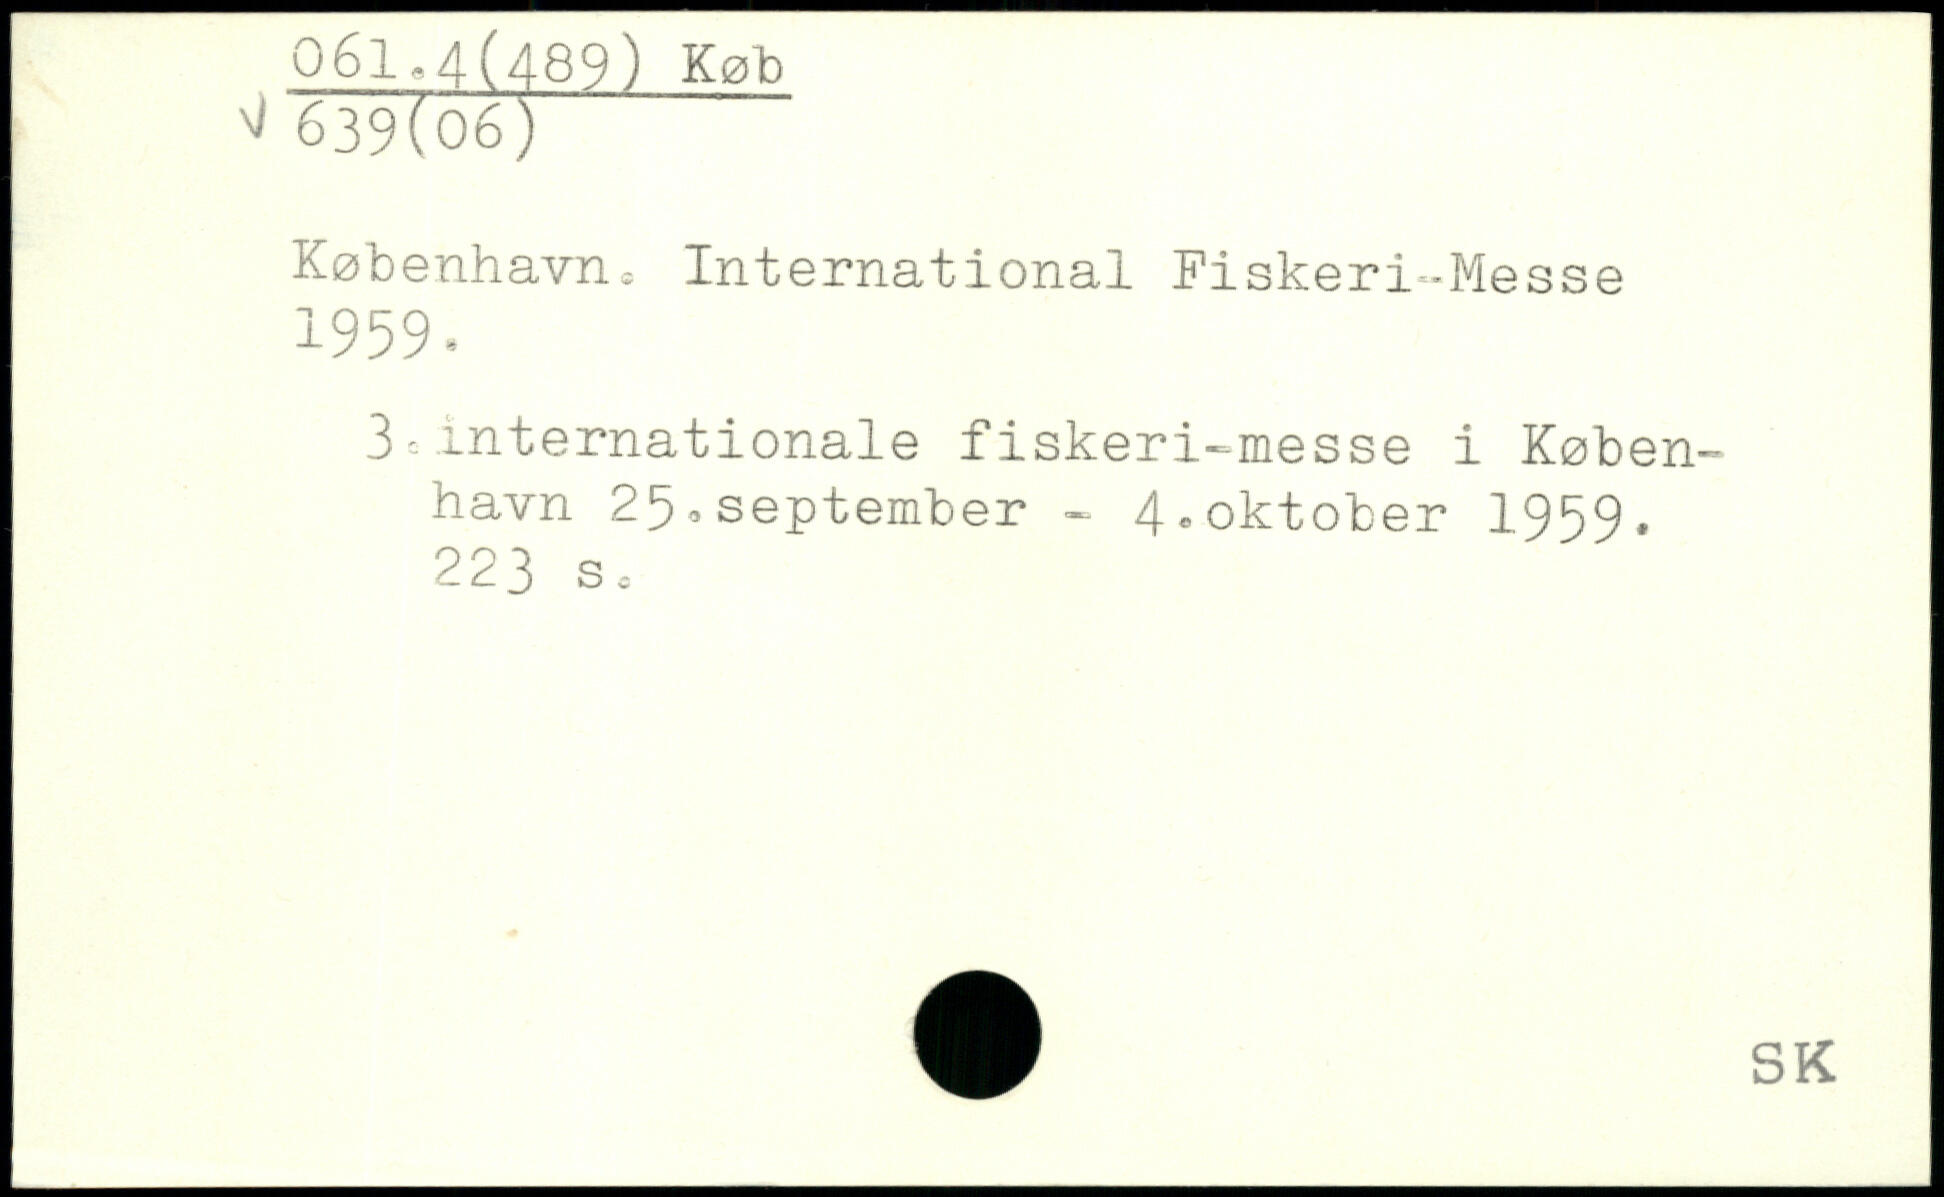 061.4(489) Køb
v 639(06)
København. International Fiskeri-Messe
1959.
3.internationale fiskeri-messe i Køben-
havn 25.september - 4.oktober 1959.
223 s.
SK